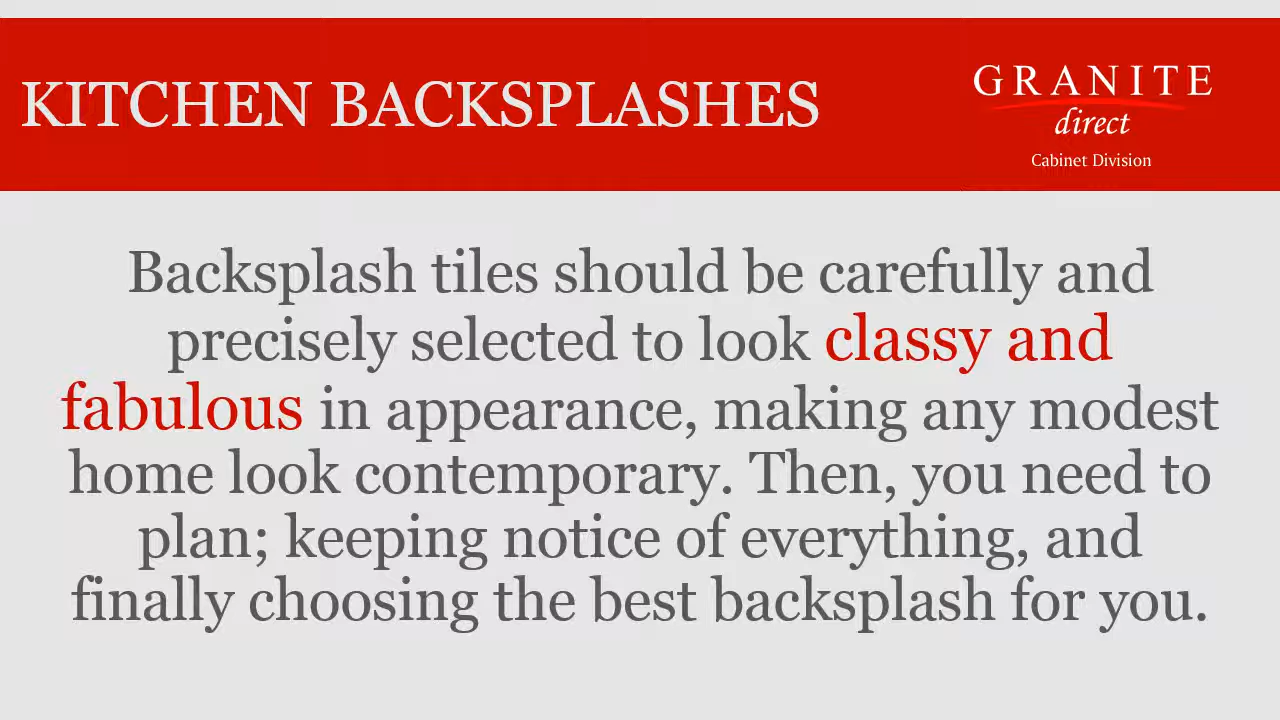 KITCHEN BACKSPLASHES
GRANITE
direct
Cabinet Division
Backsplash tiles should be carefully and
precisely selected to look classy and
fabulous in appearance, making any modest
home look contemporary. Then, you need to
plan; keeping notice of everything, and
finally choosing the best backsplash for you.